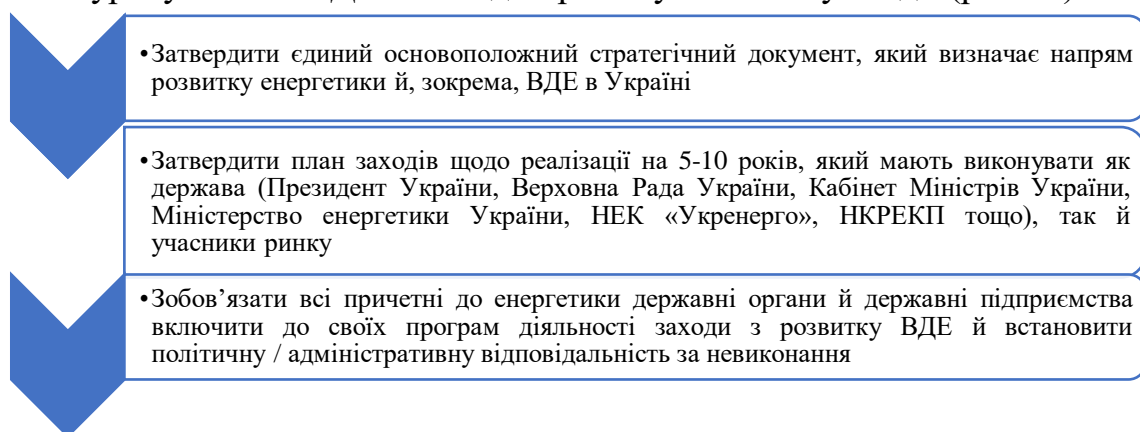 •Затвердити єдиний основоположний стратегічний документ, який визначає напрям
розвитку енергетики й, зокрема, ВДЕ в Україні
•Затвердити план заходів щодо реалізації на 5-10 років, який мають виконувати як
держава (Президент України, Верховна Рада України, Кабінет Міністрів України,
Міністерство енергетики України, НЕК «Укренерго», НКРЕКП тощо), так й
учасники ринку
•Зобов’язати всі причетні до енергетики державні органи й державні підприємства
включити до своїх програм діяльності заходи з розвитку ВДЕ й встановити
політичну / адміністративну відповідальність за невиконання